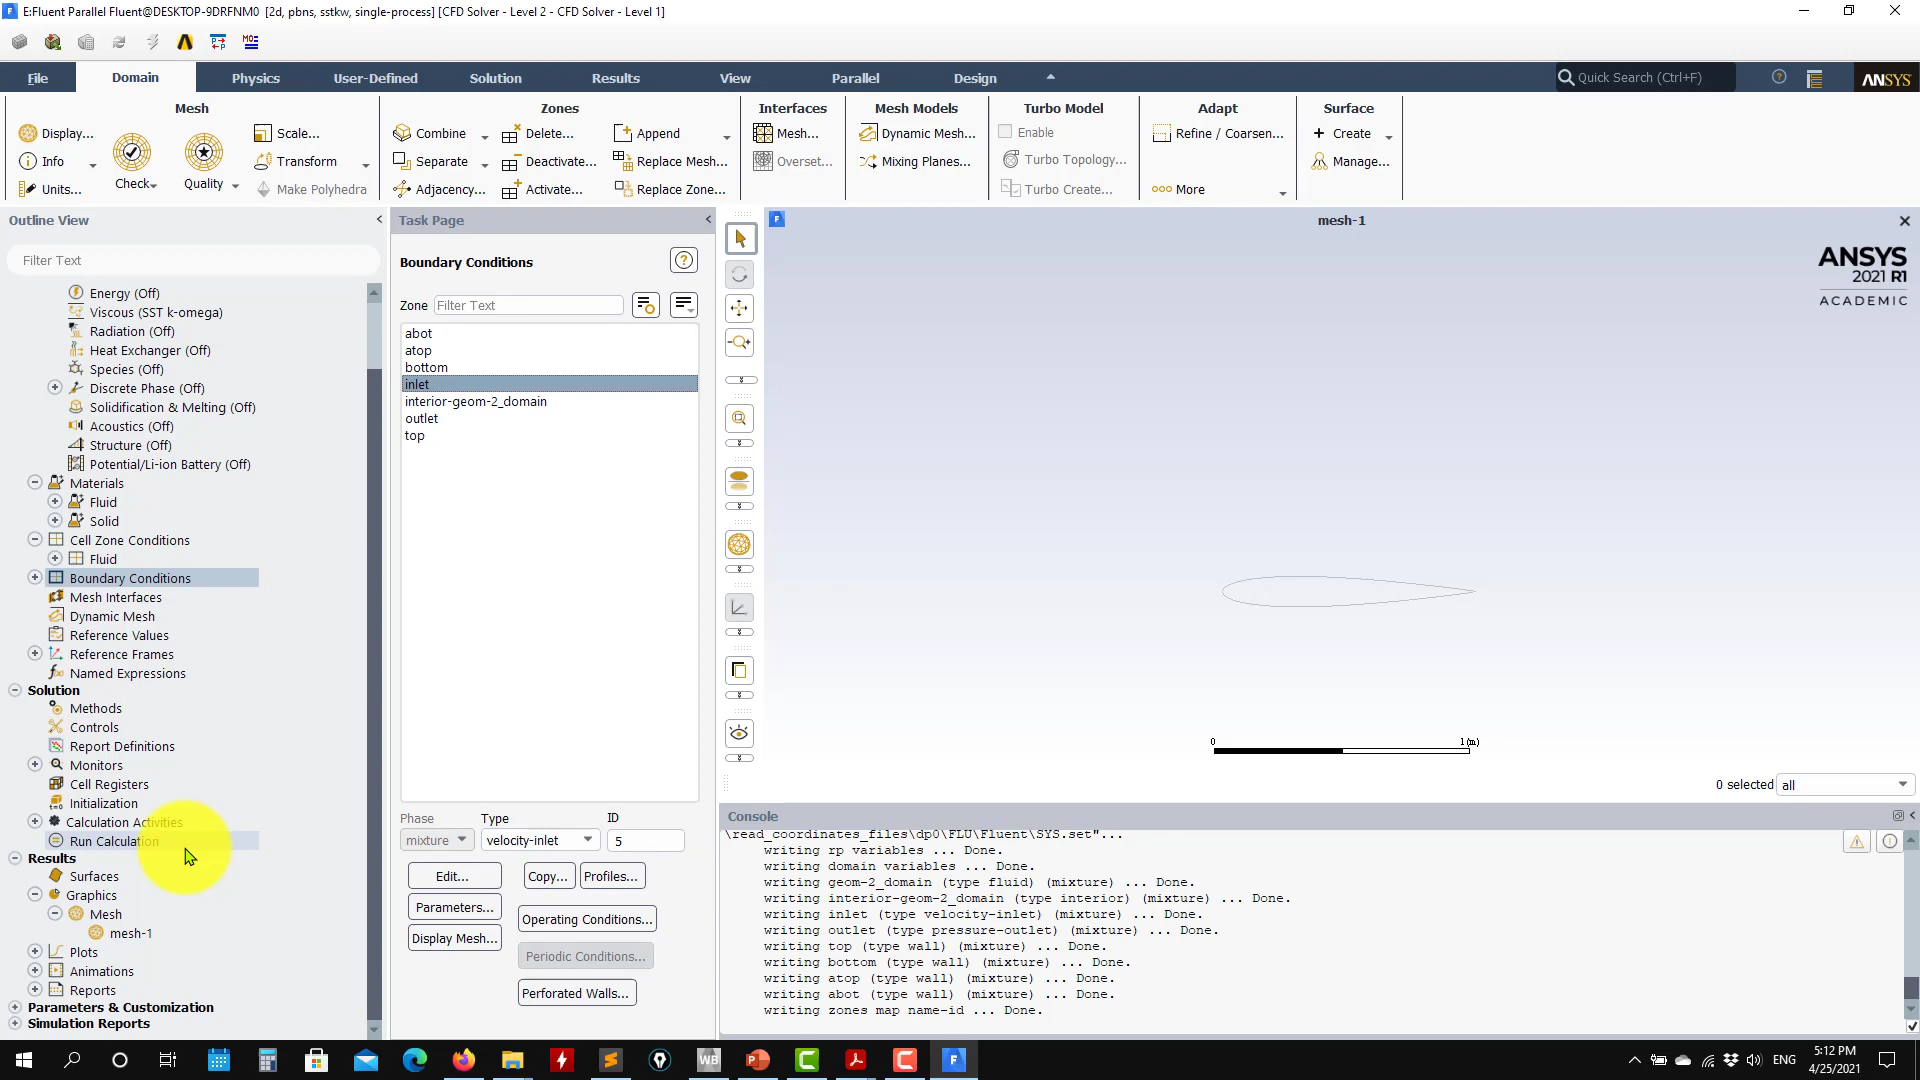 E:Fluent Parallel Fluent@DESKTOP-9DRFNM0 [2d, pbns, sstkw, single-process] [CFD Solver - Level 2 - CFD Solver - Level 1]
File Domain Physics User-Defined Solution Results View Parallel Design Quick Search (Ctrl+F) ANSYS
Mesh Zones Interfaces Mesh Models Turbo Model Adapt Surface
Display... Scale... Combine Delete... Append Mesh... Dynamic Mesh... Enable Refine / Coarsen... Create
Info Transform Separate Deactivate... Replace Mesh... Overset... Mixing Planes... Turbo Topology... Manage...
Check Quality
Units... Make Polyhedra Adjacency... Activate... Replace Zone... Turbo Create... More
Outline View
Filter Text
Energy (Off)
Viscous (SST k-omega)
Radiation (Off)
Heat Exchanger (Off)
Species (Off)
Discrete Phase (Off)
Solidification & Melting (Off)
Acoustics (Off)
Structure (Off)
Potential/Li-ion Battery (Off)
Materials
Fluid
Solid
Cell Zone Conditions
Fluid
Boundary Conditions
Mesh Interfaces
Dynamic Mesh
Reference Values
Reference Frames
Named Expressions
Solution
Methods
Controls
Report Definitions
Monitors
Cell Registers
Initialization
Calculation Activities
Run Calculation
Results
Surfaces
Graphics
Mesh
mesh-1
Plots
Animations
Reports
Parameters & Customization
Simulation Reports
Task Page
Boundary Conditions
Zone Filter Text
abot
atop
bottom
inlet
interior-geom-2_domain
outlet
top
Phase Type ID
mixture velocity-inlet 5
Edit... Copy... Profiles...
Parameters... Operating Conditions...
Display Mesh... Periodic Conditions...
Perforated Walls...
mesh-1
ANSYS
2021 R1
ACADEMIC
0 1(m)
0 selected all
Console
\read_coordinates_files\dp0\FLU\Fluent\SYS.set"...
writing rp variables ... Done.
writing domain variables ... Done.
writing geom-2_domain (type fluid) (mixture) ... Done.
writing interior-geom-2_domain (type interior) (mixture) ... Done.
writing inlet (type velocity-inlet) (mixture) ... Done.
writing outlet (type pressure-outlet) (mixture) ... Done.
writing top (type wall) (mixture) ... Done.
writing bottom (type wall) (mixture) ... Done.
writing atop (type wall) (mixture) ... Done.
writing abot (type wall) (mixture) ... Done.
writing zones map name-id ... Done.
WB
ENG
5:12 PM
4/25/2021